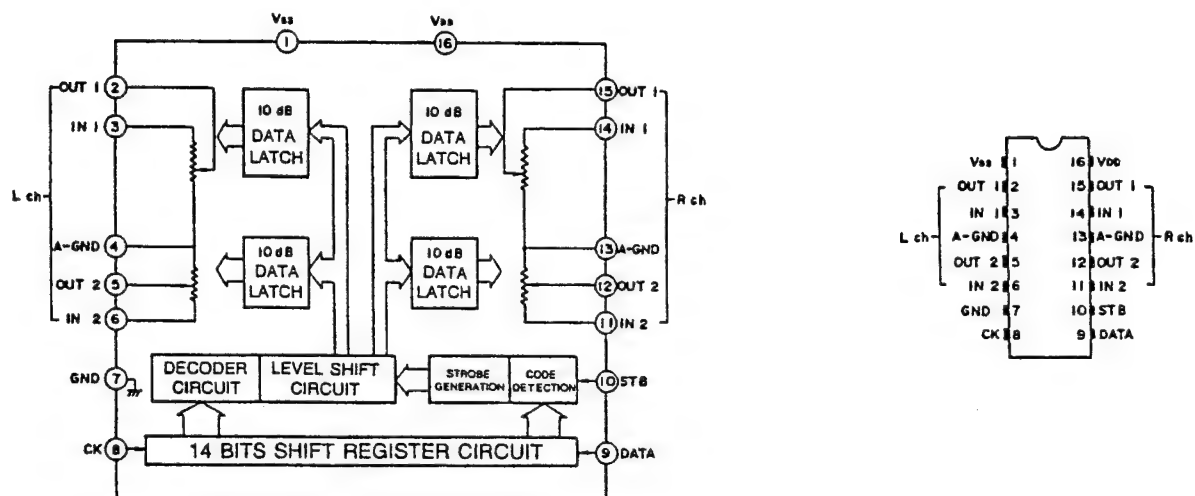 Vss
VDD
1
16
OUT 1 2
15 OUT 1
IN 1 3
14 IN 1
10 dB
DATA
LATCH
10 dB
DATA
LATCH
L ch
R ch
A-GND 4
13 A-GND
OUT 2 5
12 OUT 2
IN 2 6
11 IN 2
10 dB
DATA
LATCH
10 dB
DATA
LATCH
GND 7
10 STB
DECODER
CIRCUIT
LEVEL SHIFT
CIRCUIT
STROBE
GENERATION
CODE
DETECTION
CK 8
14 BITS SHIFT REGISTER CIRCUIT
9 DATA
Vss 1 16 VDD
OUT 1 2 15 OUT 1
IN 1 3 14 IN 1
L ch
A-GND 4 13 A-GND
R ch
OUT 2 5 12 OUT 2
IN 2 6 11 IN 2
GND 7 10 STB
CK 8 9 DATA